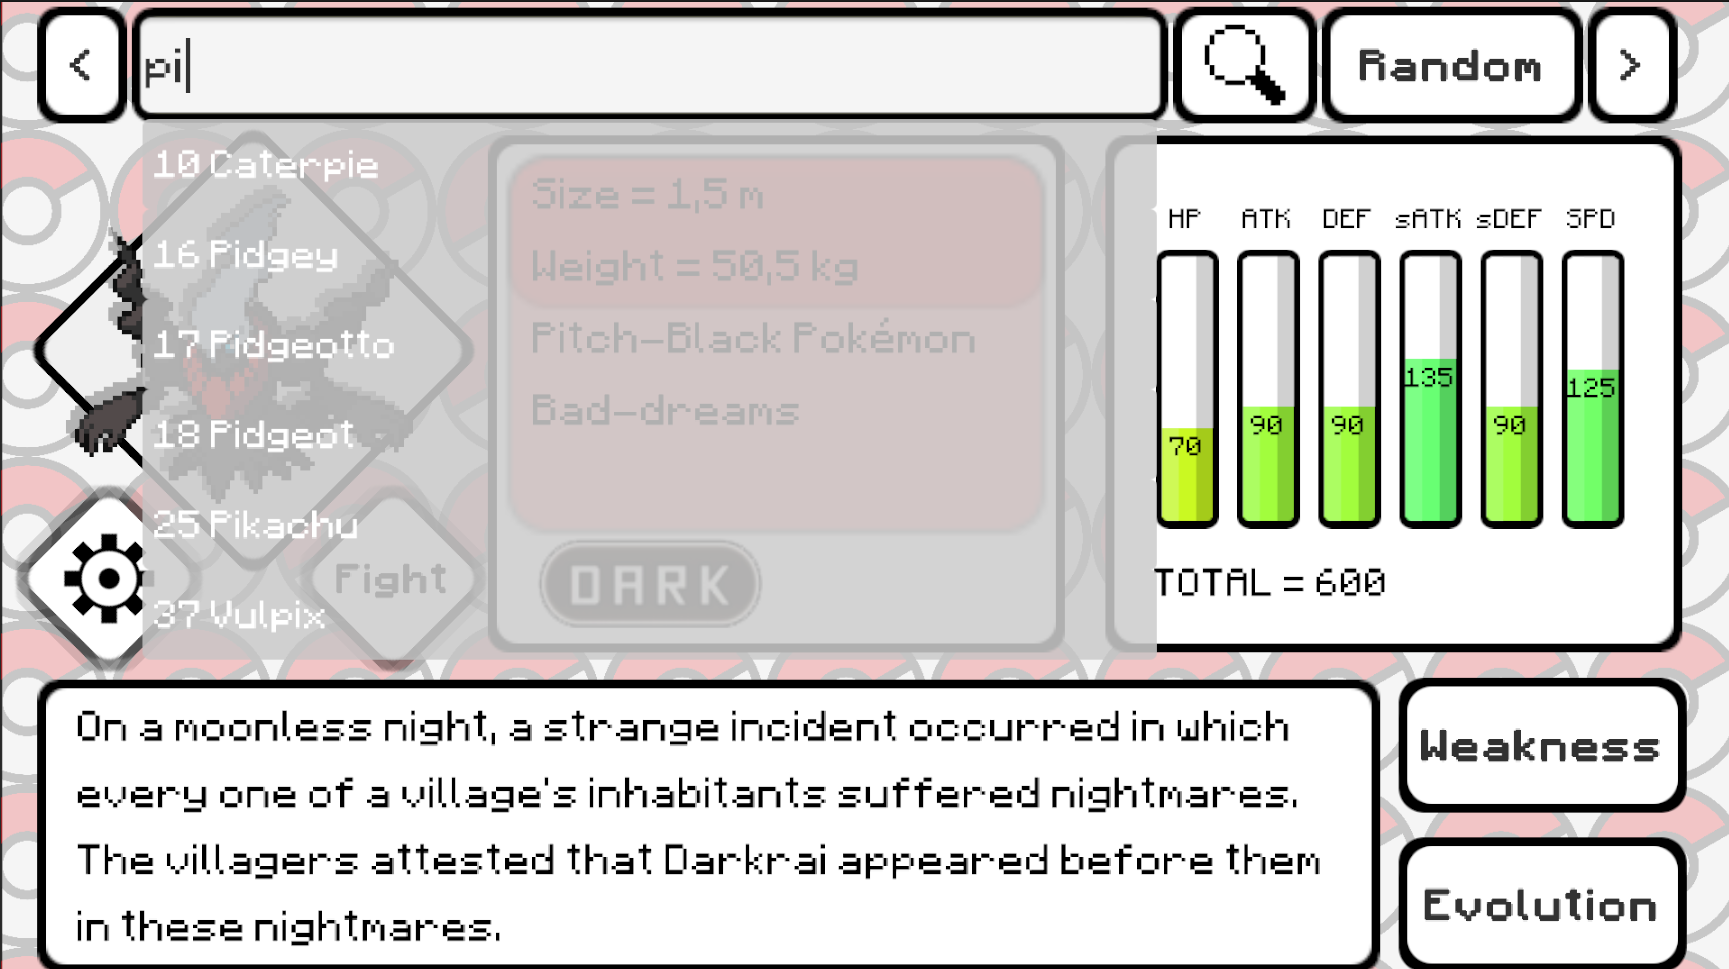 <
pi
Random
>
10 Caterpie
16 Pidgey
17 Pidgeotto
18 Pidgeot
25 Pikachu
37 Vulpix
Fight
Size = 1,5 m
Weight = 50,5 kg
Pitch-Black Pokémon
Bad-dreams
DARK
HP ATK DEF sATK sDEF SPD
70 90 90 135 90 125
TOTAL = 600
On a moonless night, a strange incident occurred in which
every one of a village's inhabitants suffered nightmares.
The villagers attested that Darkrai appeared before them
in these nightmares.
Weakness
Evolution